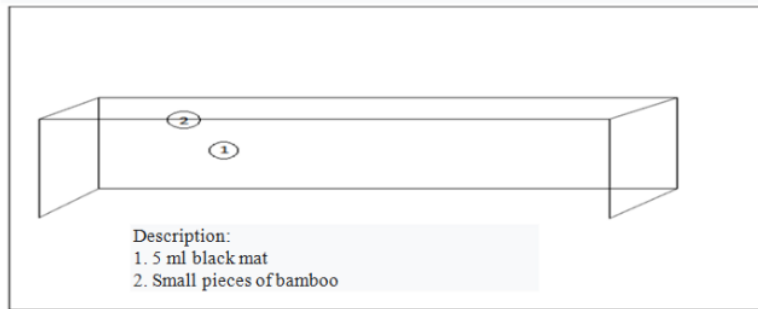 2
1
Description:
1. 5 ml black mat
2. Small pieces of bamboo